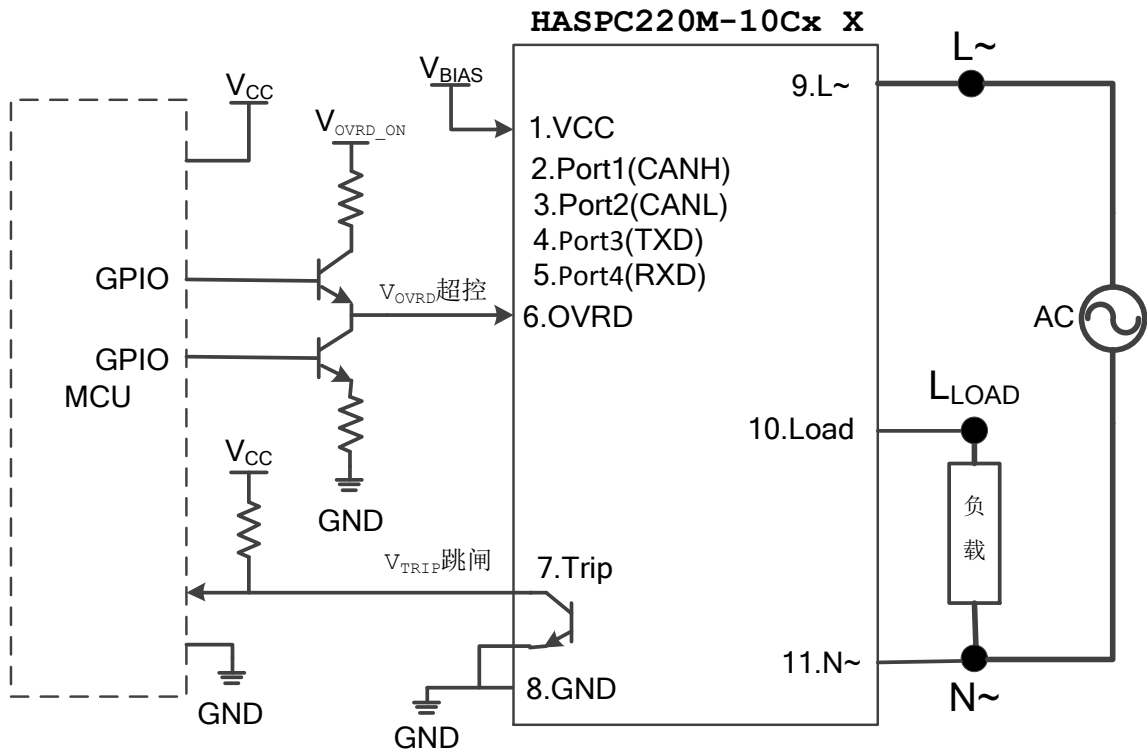 HASPC220M-10Cx X
L~
VBIAS
VCC
9.L~
VOVRD_ON
1.VCC
2.Port1(CANH)
3.Port2(CANL)
4.Port3(TXD)
5.Port4(RXD)
GPIO
VOVRD超控
6.OVRD
AC
GPIO
MCU
LLOAD
10.Load
VCC
GND
负
载
VTRIP跳闸
7.Trip
11.N~
8.GND
N~
GND
GND